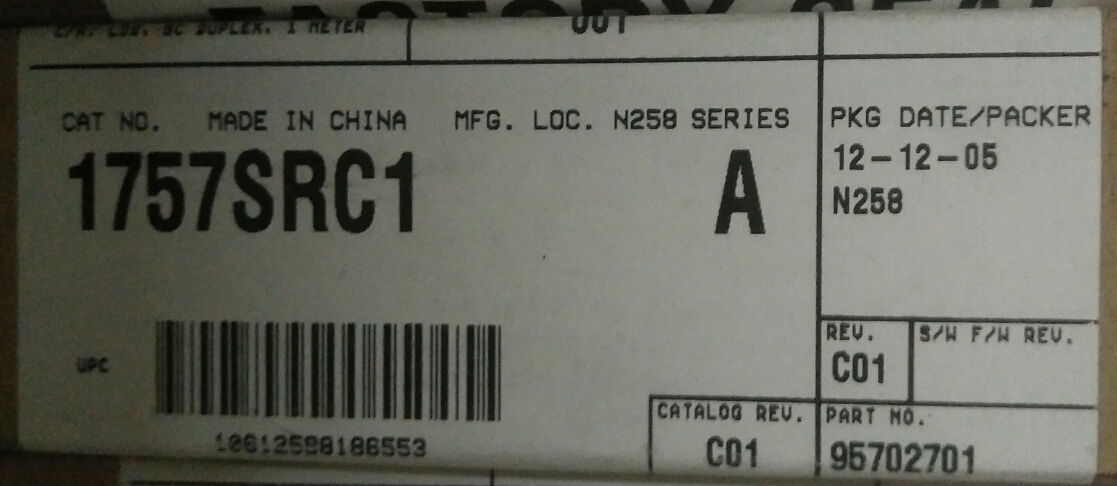 DUPLEX, 1 METER
OUT
CAT NO. MADE IN CHINA MFG. LOC. N258 SERIES
1757SRC1 A
PKG DATE/PACKER
12-12-05
N258
REV.
C01
S/W F/W REV.
UPC
10612598186553
CATALOG REV.
C01
PART NO.
95702701